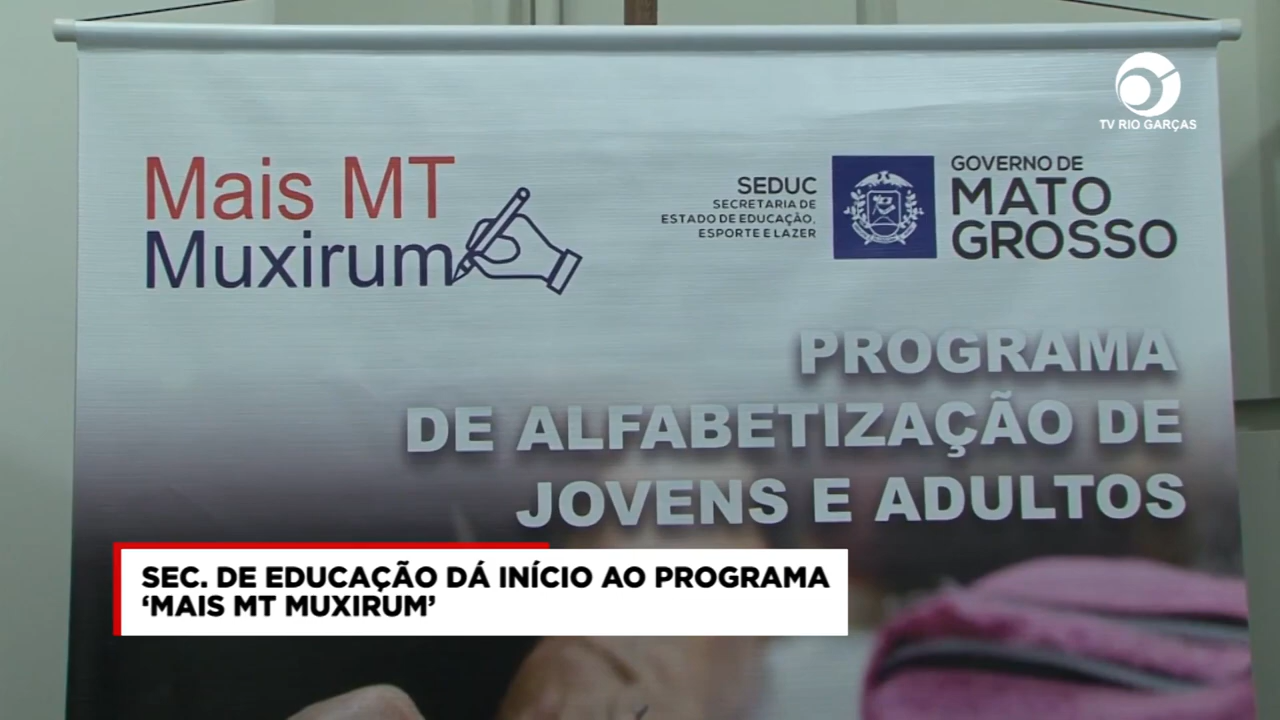 TV RIO GARÇAS
Mais MT
Muxirum
SEDUC
SECRETARIA DE
ESTADO DE EDUCAÇÃO,
ESPORTE E LAZER
GOVERNO DE
MATO
GROSSO
PROGRAMA
DE ALFABETIZAÇÃO DE
JOVENS E ADULTOS
SEC. DE EDUCAÇÃO DÁ INÍCIO AO PROGRAMA
‘MAIS MT MUXIRUM’